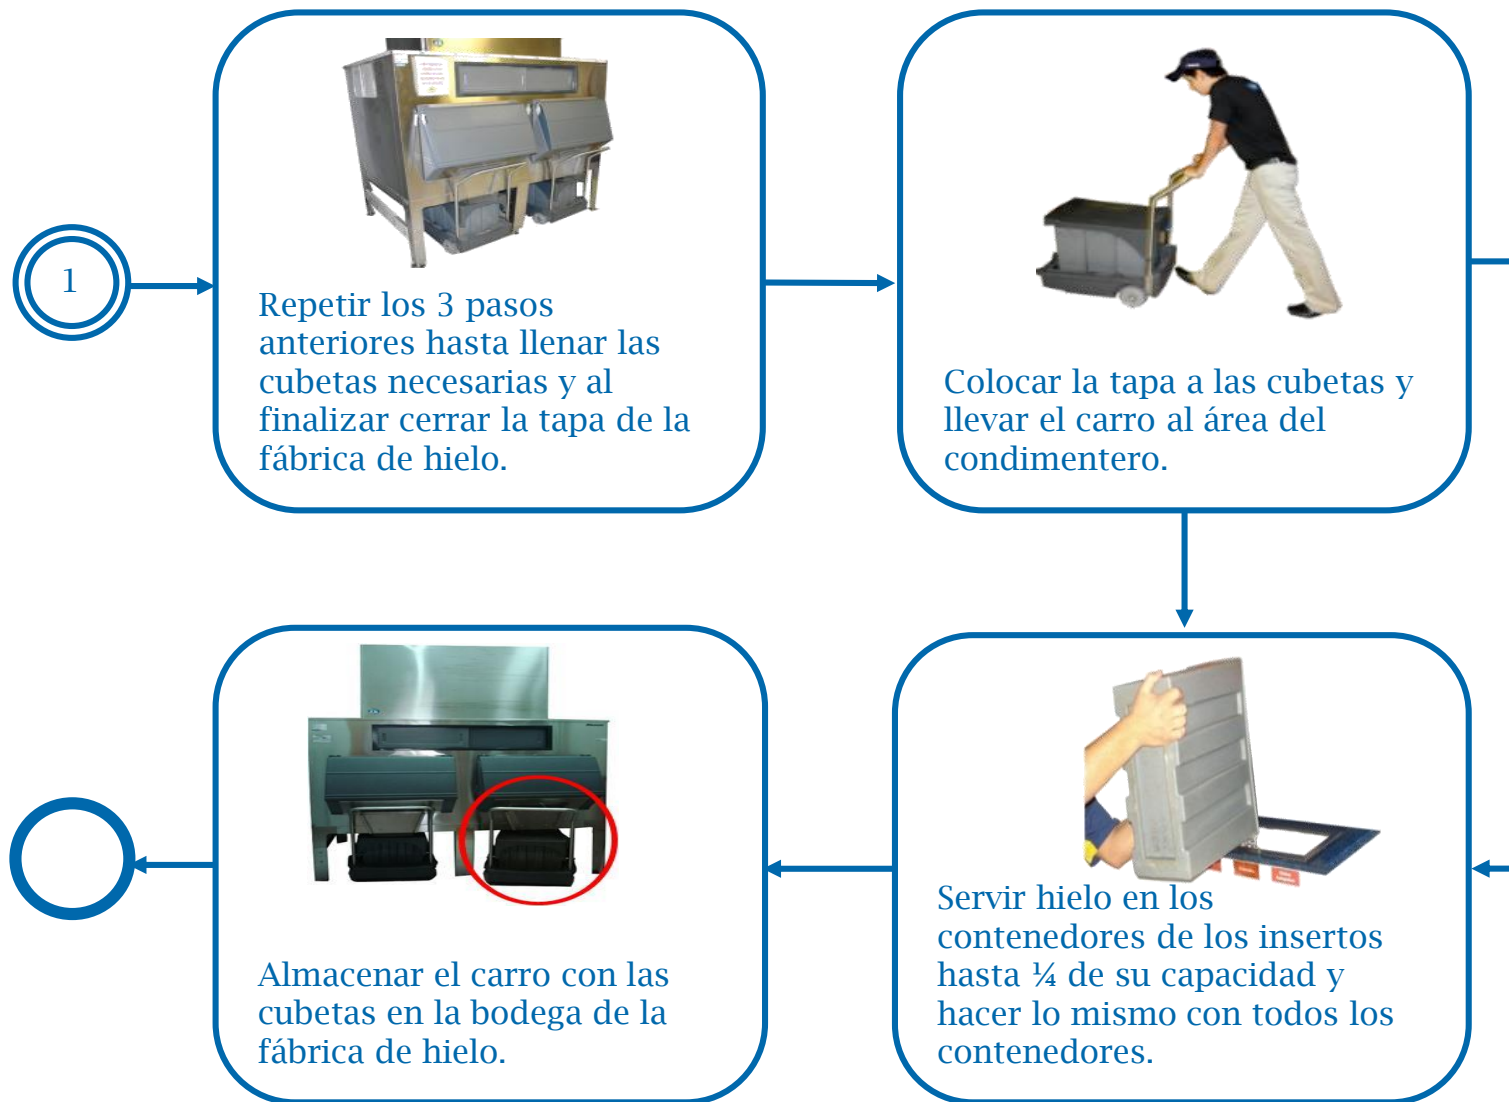 1
Repetir los 3 pasos
anteriores hasta llenar las
cubetas necesarias y al
finalizar cerrar la tapa de la
fábrica de hielo.
Colocar la tapa a las cubetas y
llevar el carro al área del
condimentero.
Servir hielo en los
contenedores de los insertos
hasta ¼ de su capacidad y
hacer lo mismo con todos los
contenedores.
Almacenar el carro con las
cubetas en la bodega de la
fábrica de hielo.